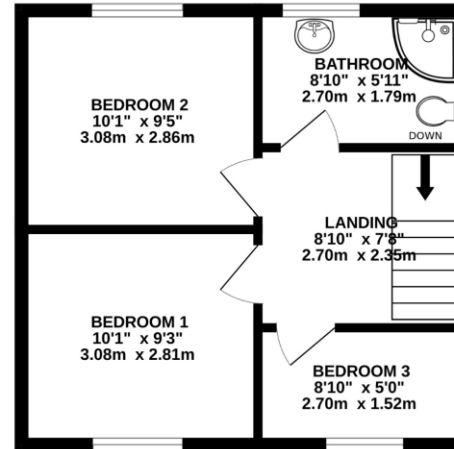 BATHROOM
8'10" x 5'11"
2.70m x 1.79m
DOWN
BEDROOM 2
10'1" x 9'5"
3.08m x 2.86m
LANDING
8'10" x 7'8"
2.70m x 2.35m
BEDROOM 1
10'1" x 9'3"
3.08m x 2.81m
BEDROOM 3
8'10" x 5'0"
2.70m x 1.52m